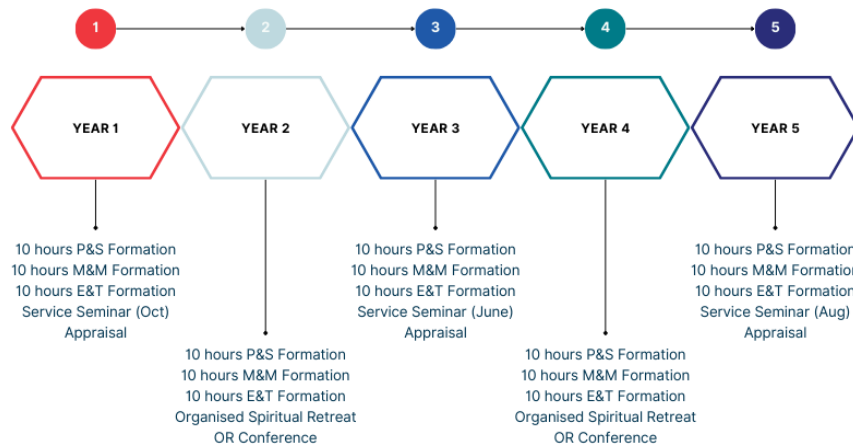 1
2
3
4
5
YEAR 1
YEAR 2
YEAR 3
YEAR 4
YEAR 5
10 hours P&S Formation
10 hours M&M Formation
10 hours E&T Formation
Service Seminar (Oct)
Appraisal
10 hours P&S Formation
10 hours M&M Formation
10 hours E&T Formation
Organised Spiritual Retreat
OR Conference
10 hours P&S Formation
10 hours M&M Formation
10 hours E&T Formation
Service Seminar (June)
Appraisal
10 hours P&S Formation
10 hours M&M Formation
10 hours E&T Formation
Organised Spiritual Retreat
OR Conference
10 hours P&S Formation
10 hours M&M Formation
10 hours E&T Formation
Service Seminar (Aug)
Appraisal